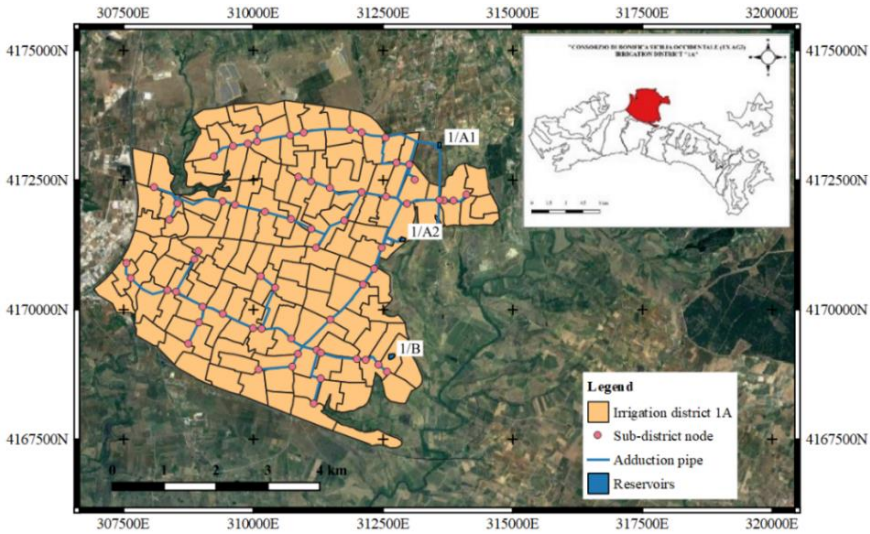 307500E 310000E 312500E 315000E 317500E 320000E
4175000N 4175000N
"CONSORZIO DI BONIFICA SICILIA OCCIDENTALE (EX AG3)
IRRIGATION DISTRICT "1A"
1/A1
4172500N 4172500N
1/A2
4170000N 4170000N
1/B
Legend
Irrigation district 1A
Sub-district node
Adduction pipe
Reservoirs
4167500N 4167500N
0 1 2 3 4 km
307500E 310000E 312500E 315000E 317500E 320000E